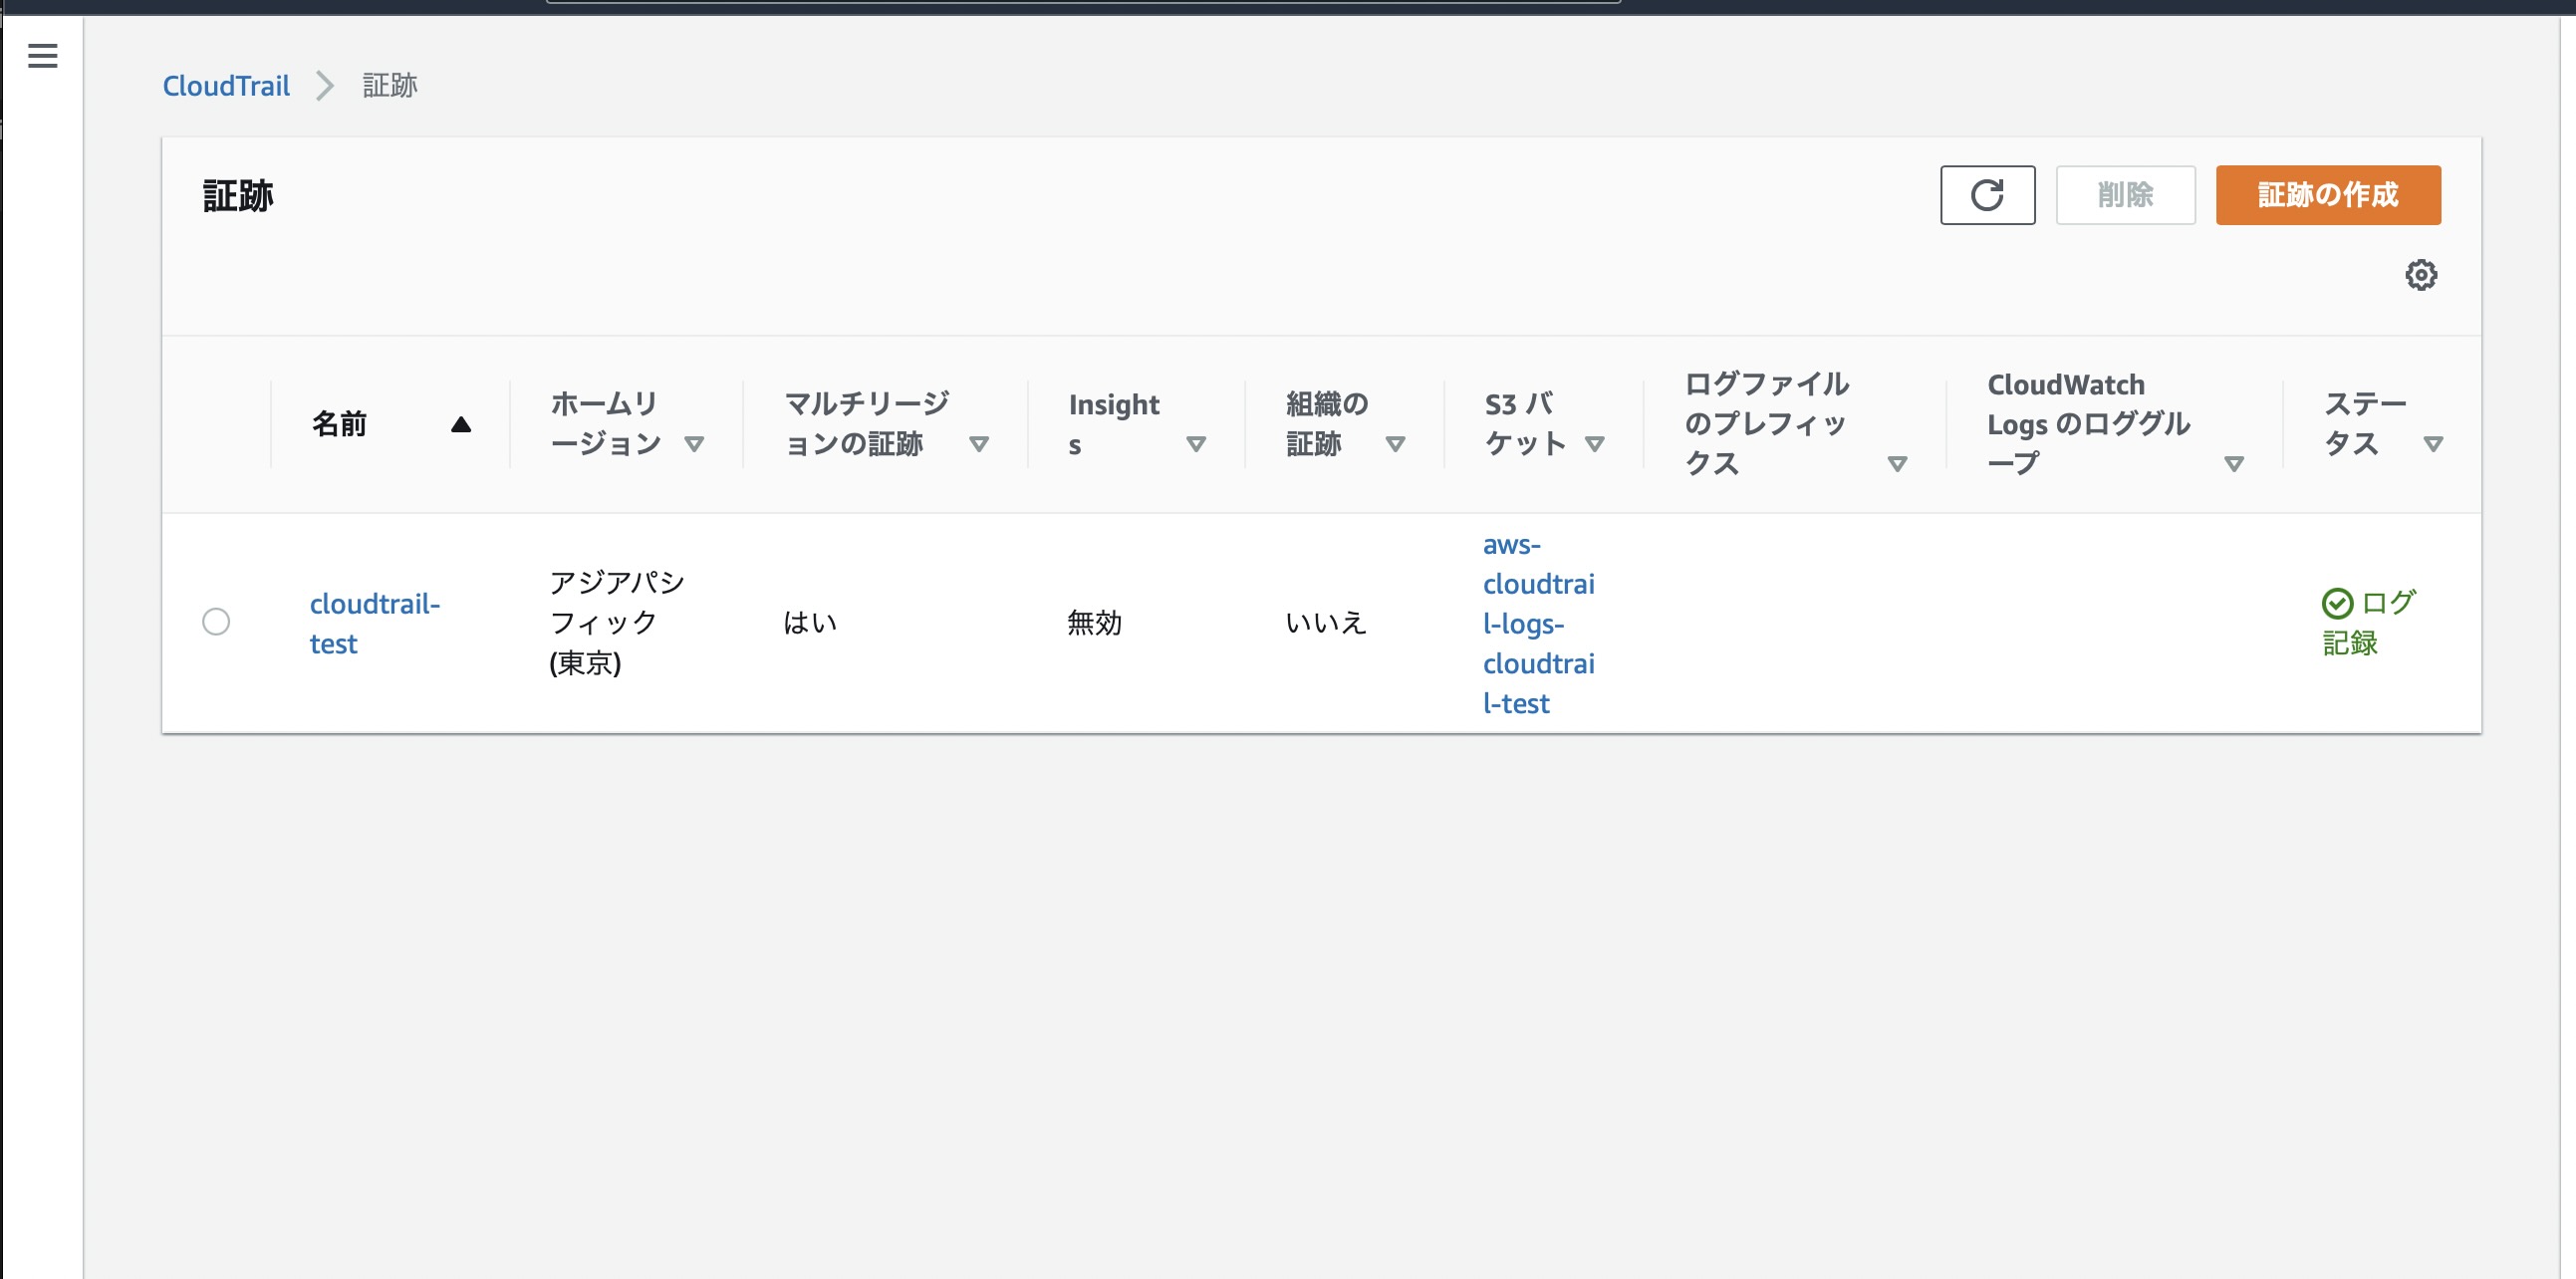 CloudTrail
証跡
証跡
削除
証跡の作成
名前
ホームリ
ージョン
マルチリージ
ョンの証跡
Insight
s
組織の
証跡
S3 バ
ケット
ログファイル
のプレフィッ
クス
CloudWatch
Logs のロググル
ープ
ステー
タス
cloudtrail-
test
アジアパシ
フィック
(東京)
はい
無効
いいえ
aws-
cloudtrai
l-logs-
cloudtrai
l-test
ログ
記録